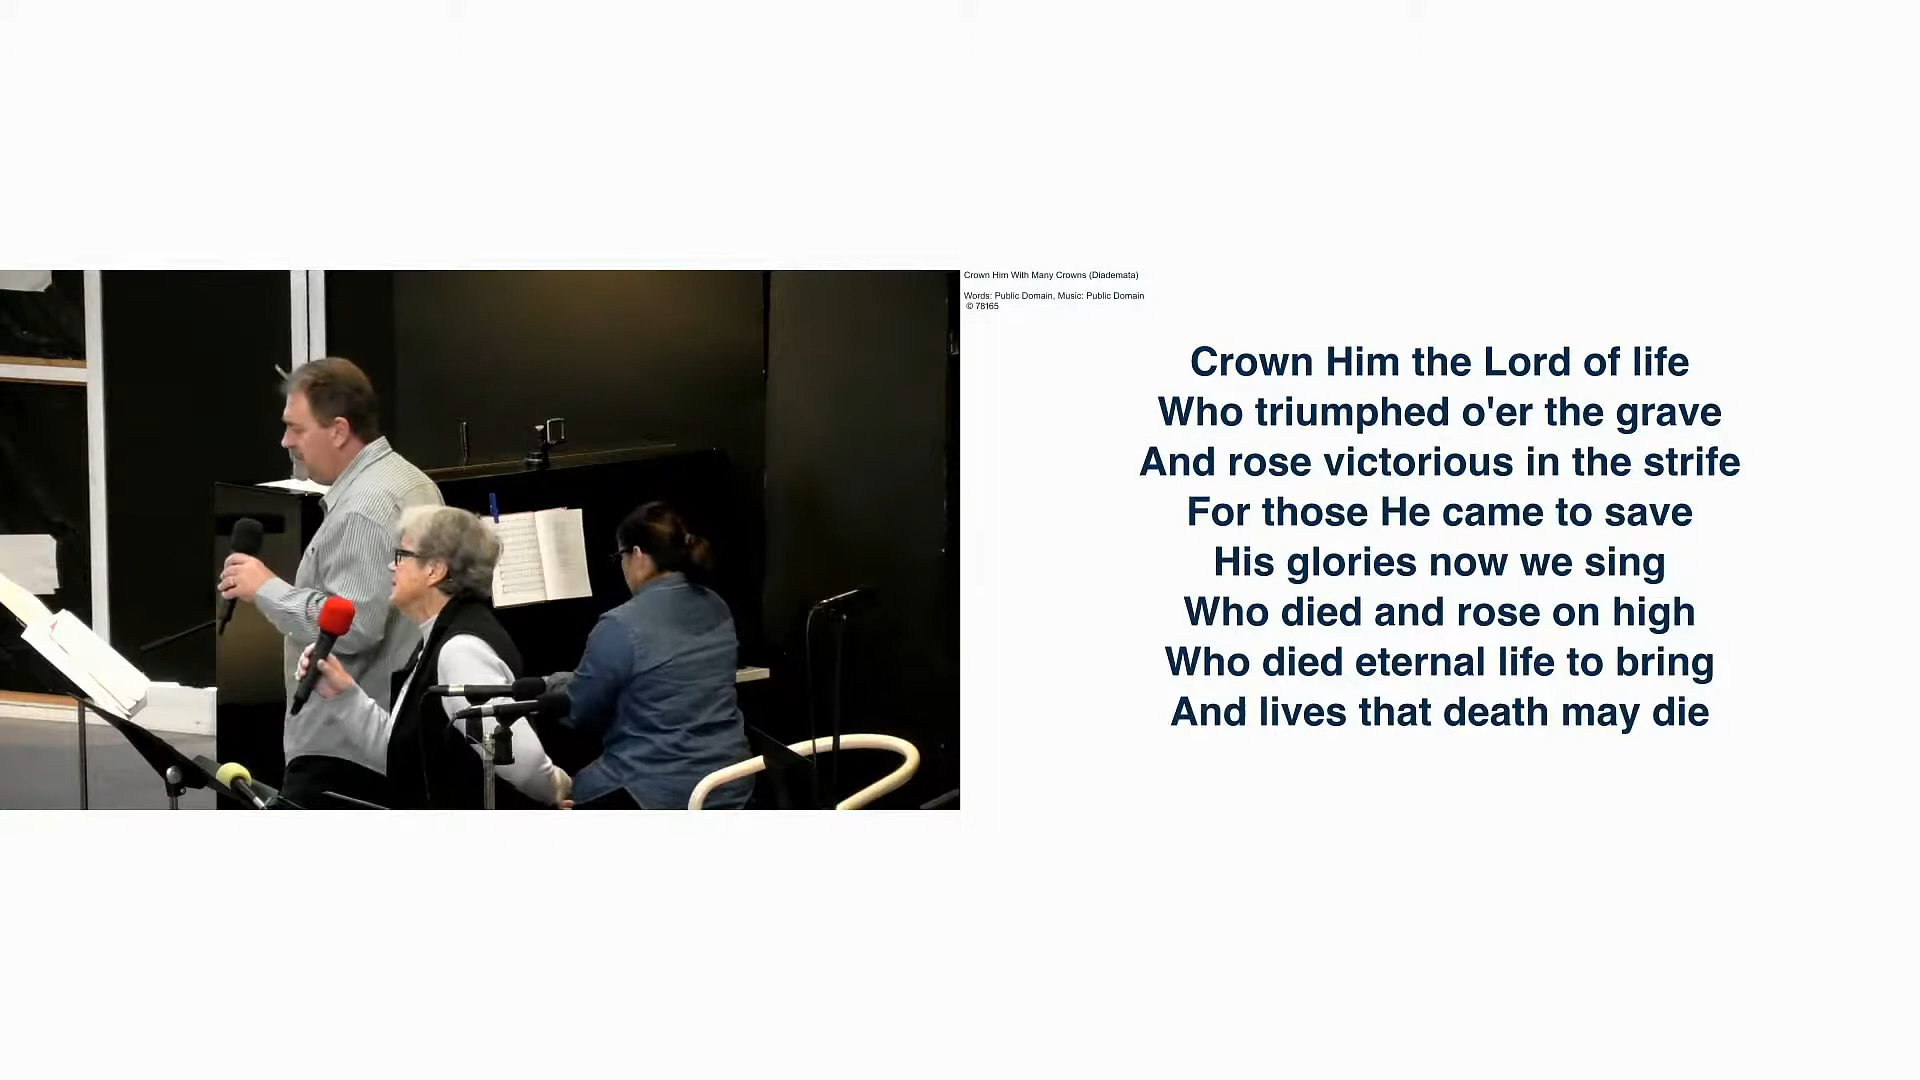 Crown Him With Many Crowns (Diademata)
Words: Public Domain, Music: Public Domain
© 78165
Crown Him the Lord of life
Who triumphed o'er the grave
And rose victorious in the strife
For those He came to save
His glories now we sing
Who died and rose on high
Who died eternal life to bring
And lives that death may die